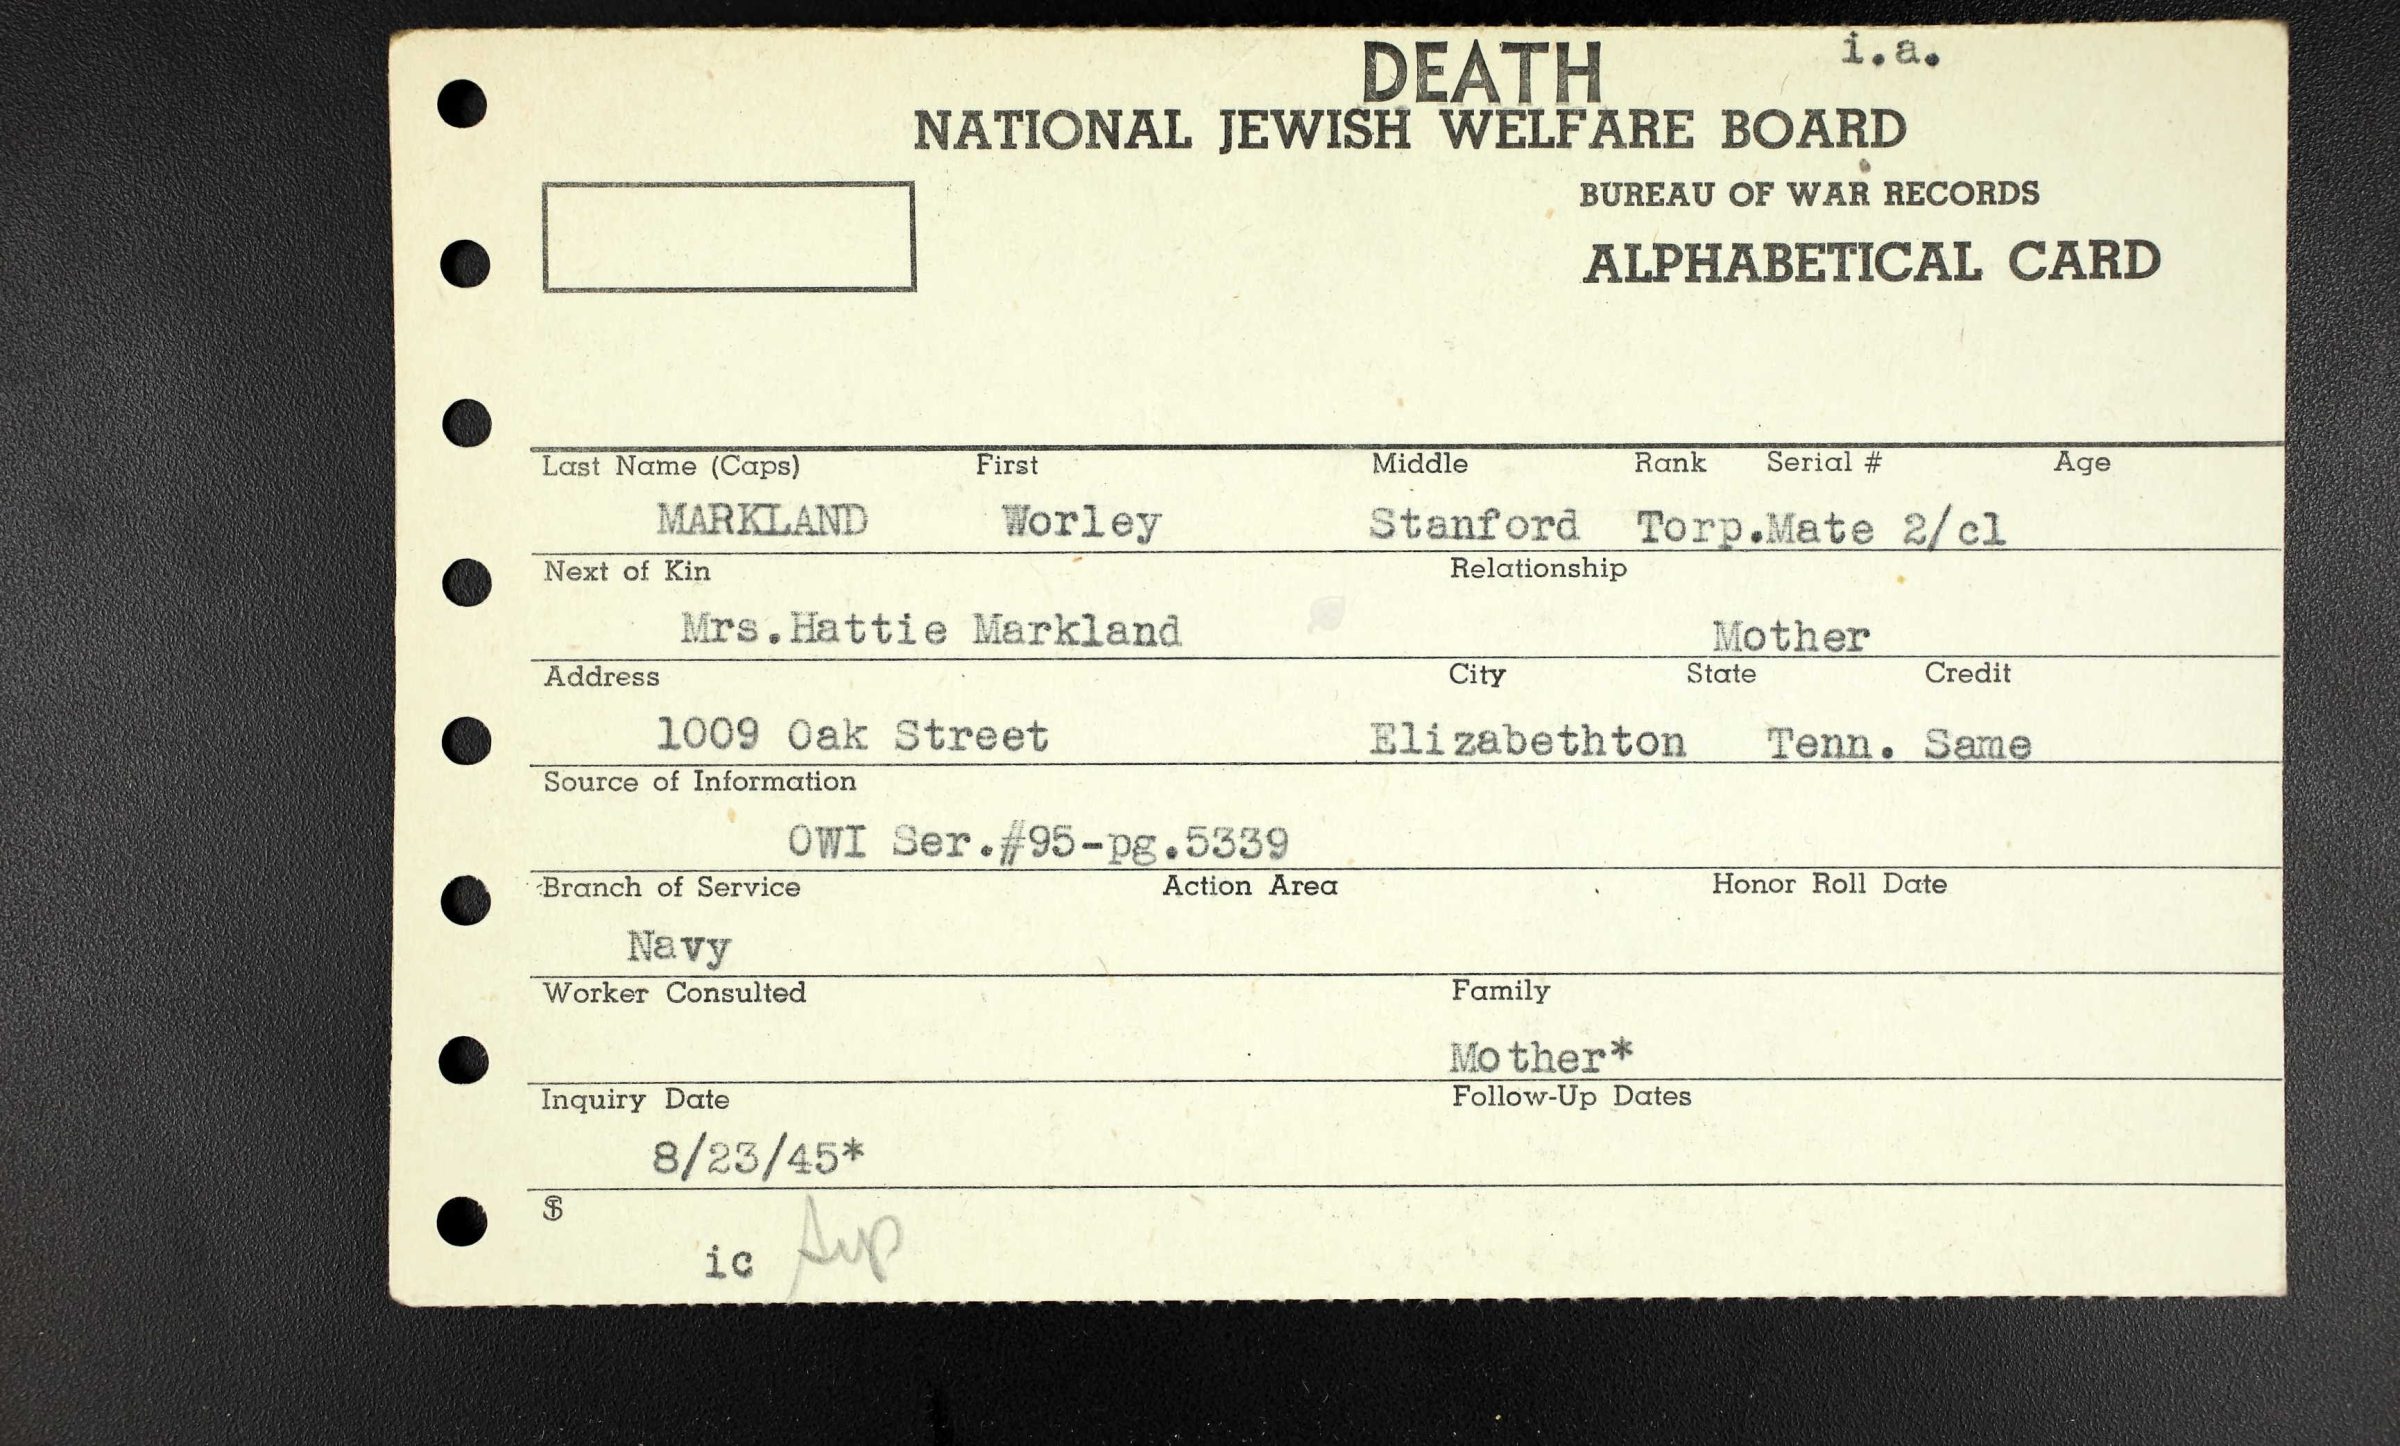 DEATH i.a.
NATIONAL JEWISH WELFARE BOARD
BUREAU OF WAR RECORDS
ALPHABETICAL CARD
Last Name (Caps) First Middle Rank Serial # Age
MARKLAND Worley Stanford Torp.Mate 2/cl
Next of Kin Relationship
Mrs.Hattie Markland Mother
Address City State Credit
1009 Oak Street Elizabethton Tenn. Same
Source of Information
OWI Ser.#95-pg.5339
Branch of Service Action Area Honor Roll Date
Navy
Worker Consulted Family
Mother*
Inquiry Date Follow-Up Dates
8/23/45*
ic